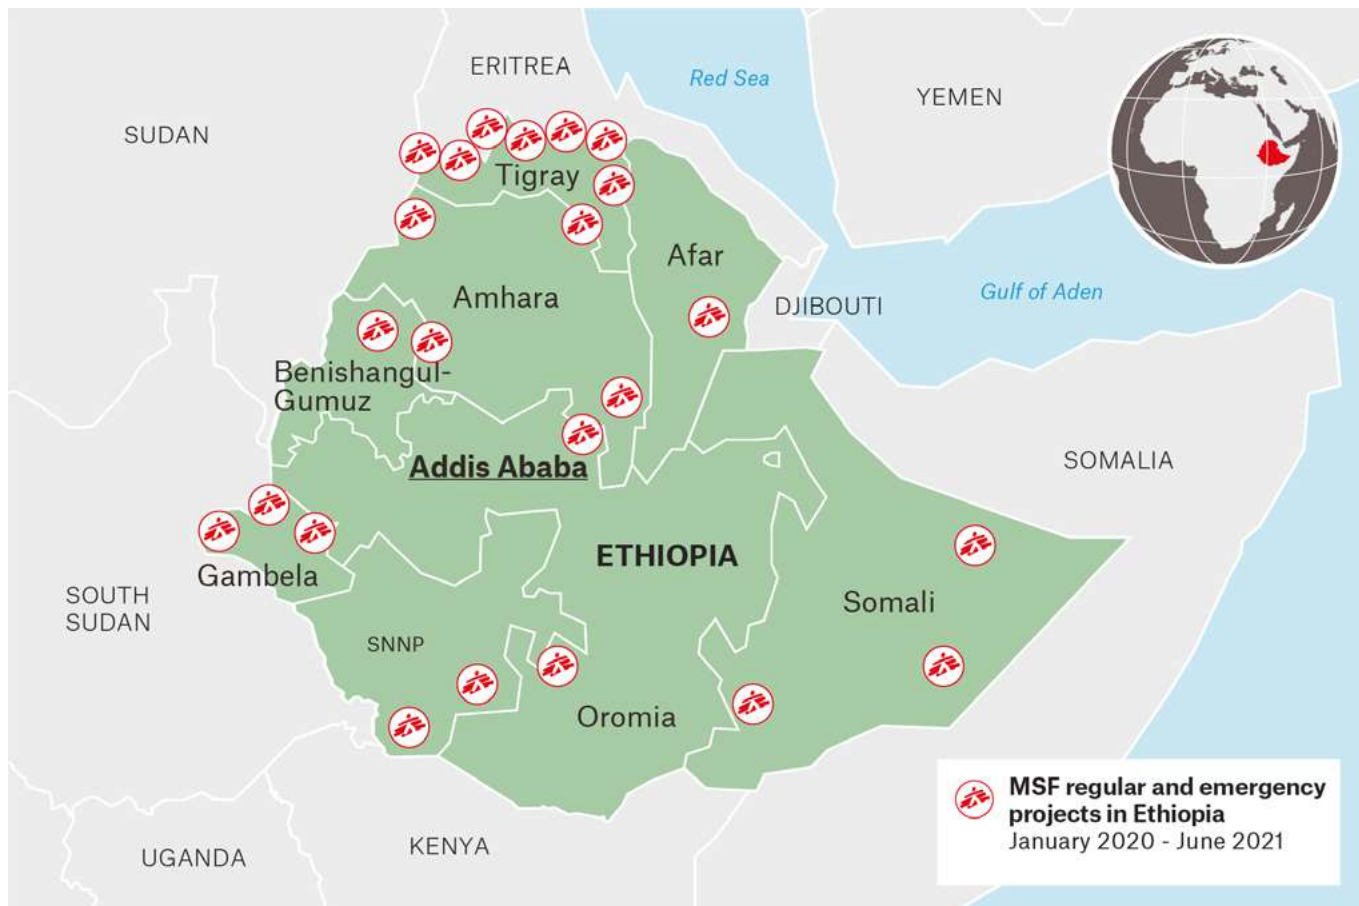 ERITREA
Red Sea
YEMEN
SUDAN
Tigray
Afar
Amhara
DJIBOUTI
Gulf of Aden
Benishangul-
Gumuz
Addis Ababa
SOMALIA
ETHIOPIA
Gambela
SOUTH
SUDAN
Somali
SNNP
Oromia
MSF regular and emergency
projects in Ethiopia
January 2020 - June 2021
KENYA
UGANDA